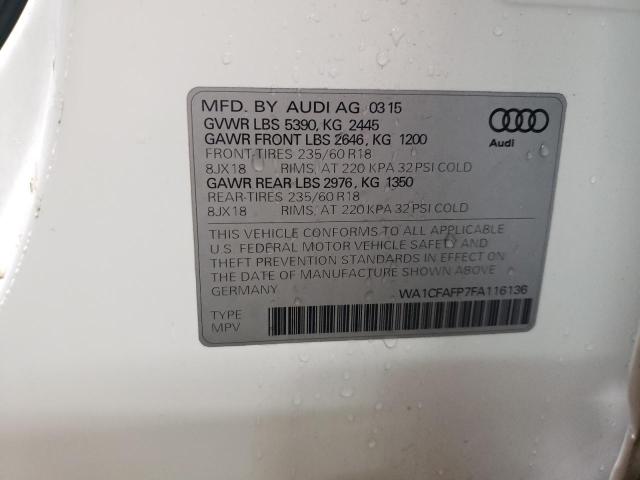 MFD. BY AUDI AG 03 15
GVWR LBS 5390, KG 2445
GAWR FRONT LBS 2646, KG 1200
FRONT-TIRES 235/60 R18
8JX18 RIMS, AT 220 KPA 32 PSI COLD
GAWR REAR LBS 2976, KG 1350
REAR-TIRES 235/60 R18
8JX18 RIMS, AT 220 KPA 32 PSI COLD
Audi
THIS VEHICLE CONFORMS TO ALL APPLICABLE
U.S. FEDERAL MOTOR VEHICLE SAFETY AND
THEFT PREVENTION STANDARDS IN EFFECT ON
THE DATE OF MANUFACTURE SHOWN ABOVE
GERMANY
WA1CFAFP7FA116136
TYPE
MPV